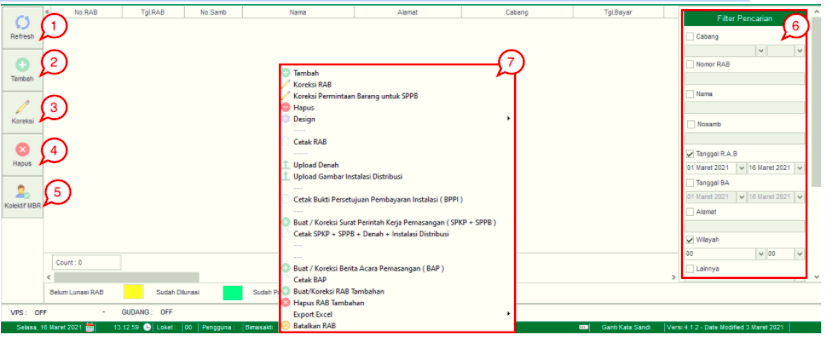 No.RAB Tgl.RAB No.Samb Nama Alamat Cabang Tgl.Bayar
Refresh 1
Tambah 2
Koreksi 3
Hapus 4
Kolektif MBR 5
Filter Pencarian 6
Cabang
Nomor RAB
Nama
Nosamb
Tanggal R.A.B
01 Maret 2021 16 Maret 2021
Tanggal BA
01 Maret 2021 16 Maret 2021
Alamat
Wilayah
00 00
Lainnya
7
Tambah
Koreksi RAB
Koreksi Permintaan Barang untuk SPPB
Hapus
Design
-----
Cetak RAB
-----
Upload Denah
Upload Gambar Instalasi Distribusi
----
Cetak Bukti Persetujuan Pembayaran Instalasi ( BPPI )
----
Buat / Koreksi Surat Perintah Kerja Pemasangan ( SPKP + SPPB )
Cetak SPKP + SPPB + Denah + Instalasi Distribusi
----
----
Buat / Koreksi Berita Acara Pemasangan ( BAP )
Cetak BAP
Buat/Koreksi RAB Tambahan
Hapus RAB Tambahan
Export Excel
Batalkan RAB
Count : 0
Belum Lunasi RAB Sudah Dilunasi
VPS : OFF - GUDANG : OFF
Selasa, 16 Maret 2021 13.12.59 Loket : 00 Pengguna Bimasakti Ganti Kata Sandi Versi 4.1.2 - Date Modified 3 Maret 2021